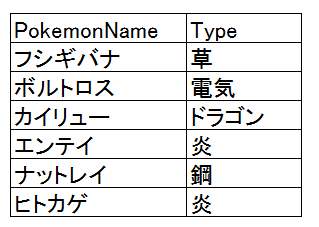 PokemonName Type
フシギバナ 草
ボルトロス 電気
カイリュー ドラゴン
エンテイ 炎
ナットレイ 鋼
ヒトカゲ 炎